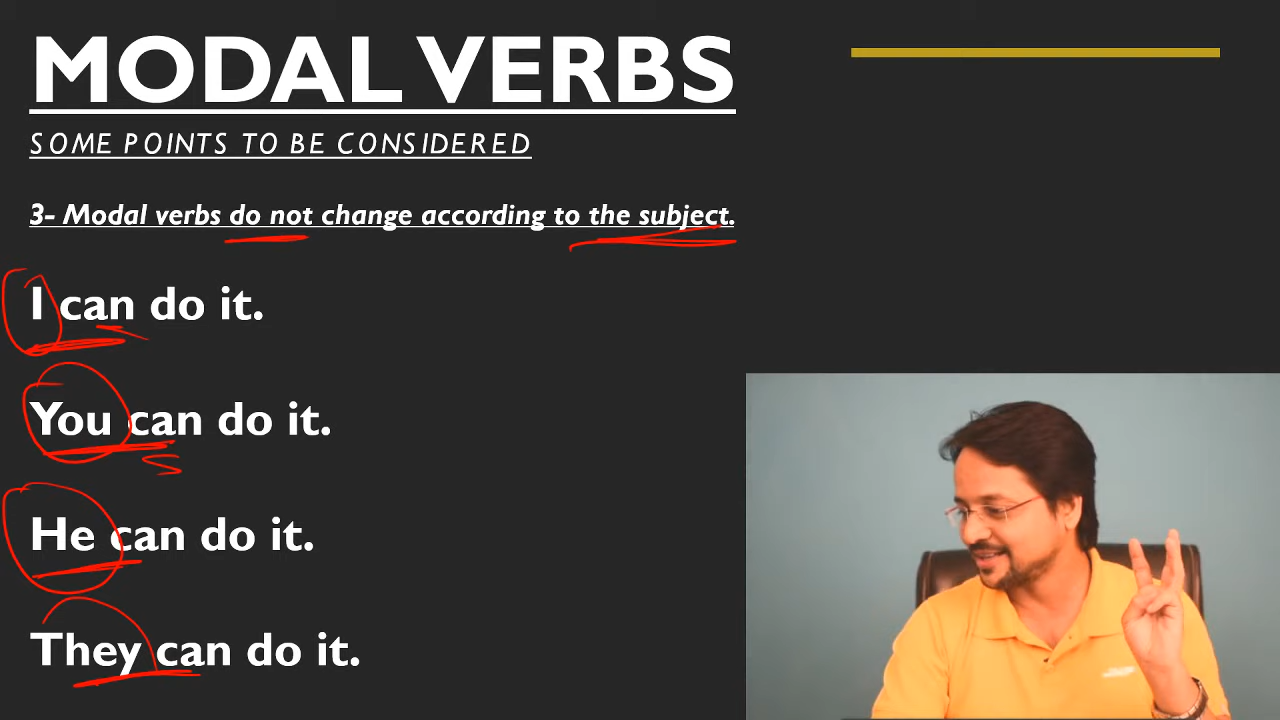 MODAL VERBS
SOME POINTS TO BE CONSIDERED
3- Modal verbs do not change according to the subject.
I can do it.
You can do it.
He can do it.
They can do it.